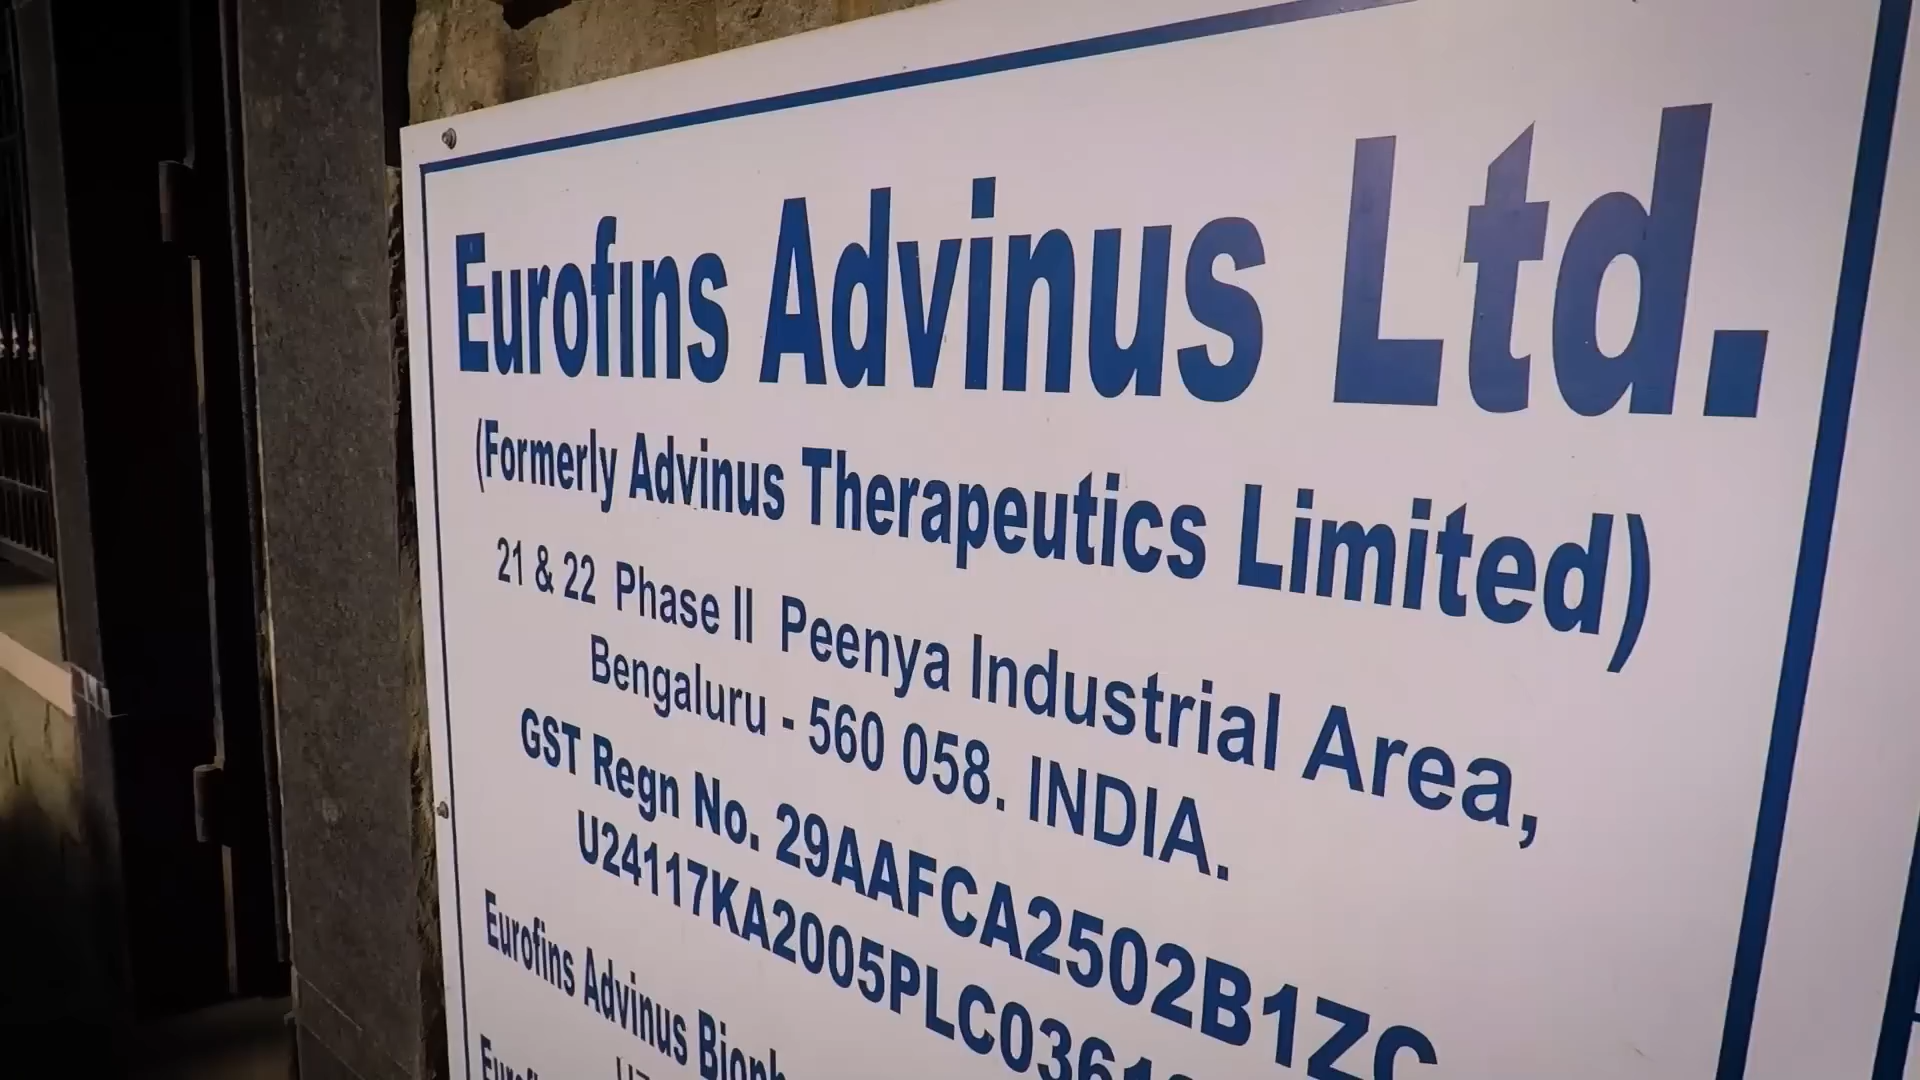 Eurofins Advinus Ltd.
(Formerly Advinus Therapeutics Limited)
21 & 22 Phase II Peenya Industrial Area,
Bengaluru - 560 058. INDIA.
GST Regn No. 29AAFCA2502B1ZC
U24117KA2005PLC0361
Eurofins Advinus